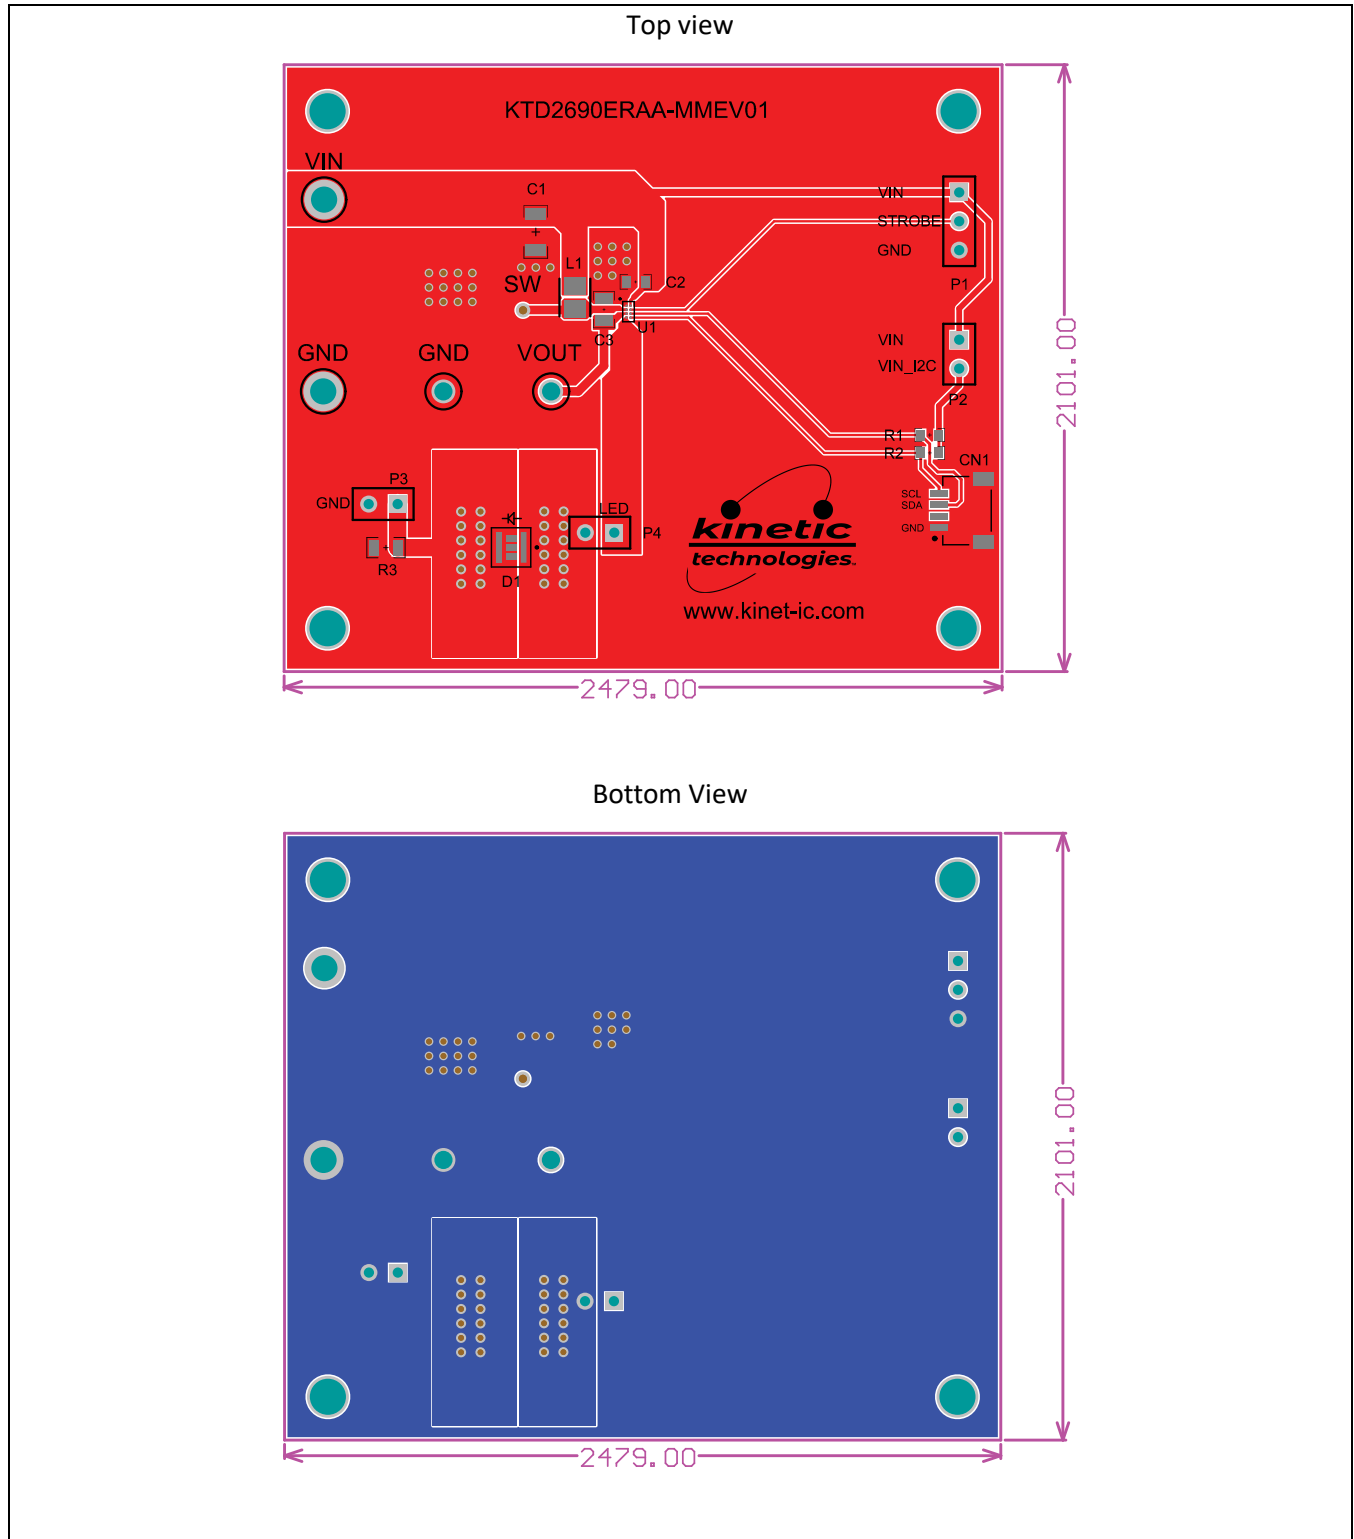 Top view
KTD2690ERAA-MMEV01
VIN
C1
VIN
STROBE
GND
P1
L1
SW
C2
U1
C3
GND
GND
VOUT
VIN
VIN_I2C
P2
R1
R2
CN1
SCL
SDA
GND
P3
GND
R3
LED
P4
D1
kinetic
technologies
www.kinet-ic.com
2101.00
2479.00
Bottom View
2101.00
2479.00